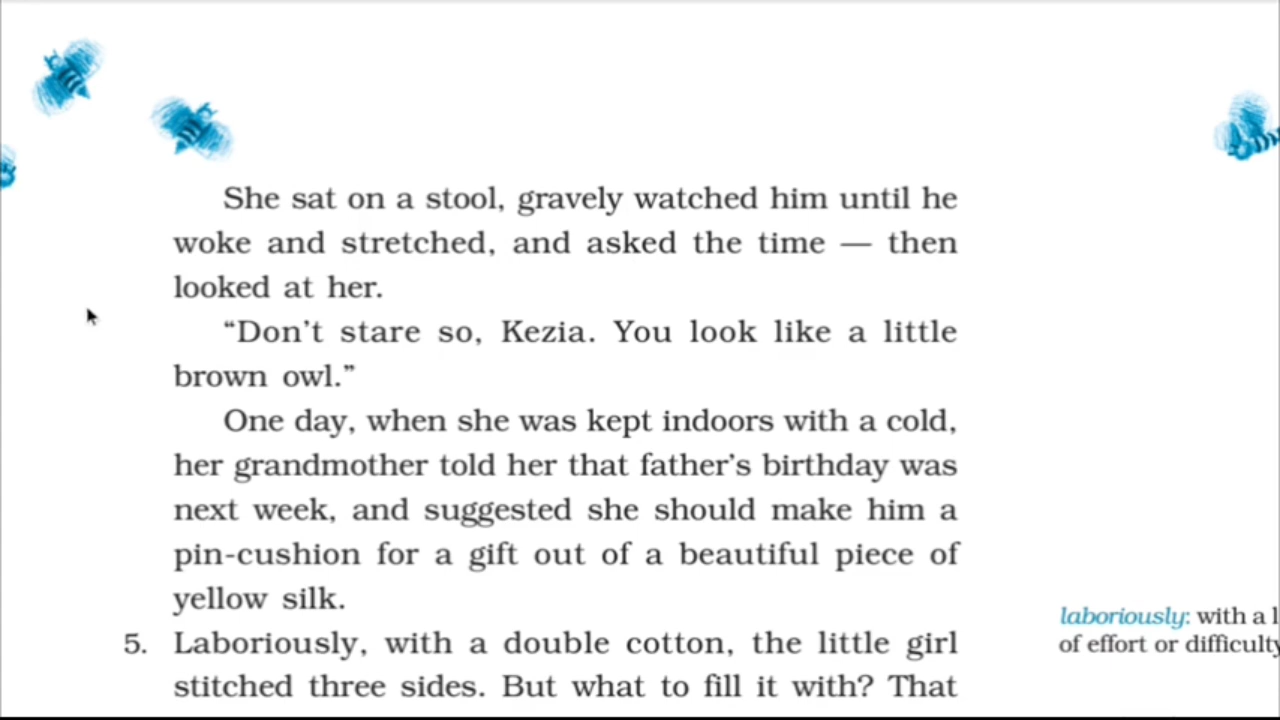 She sat on a stool, gravely watched him until he
woke and stretched, and asked the time — then
looked at her.
“Don’t stare so, Kezia. You look like a little
brown owl.”
One day, when she was kept indoors with a cold,
her grandmother told her that father’s birthday was
next week, and suggested she should make him a
pin-cushion for a gift out of a beautiful piece of
yellow silk.
5. Laboriously, with a double cotton, the little girl
stitched three sides. But what to fill it with? That
laboriously: with a
of effort or difficulty